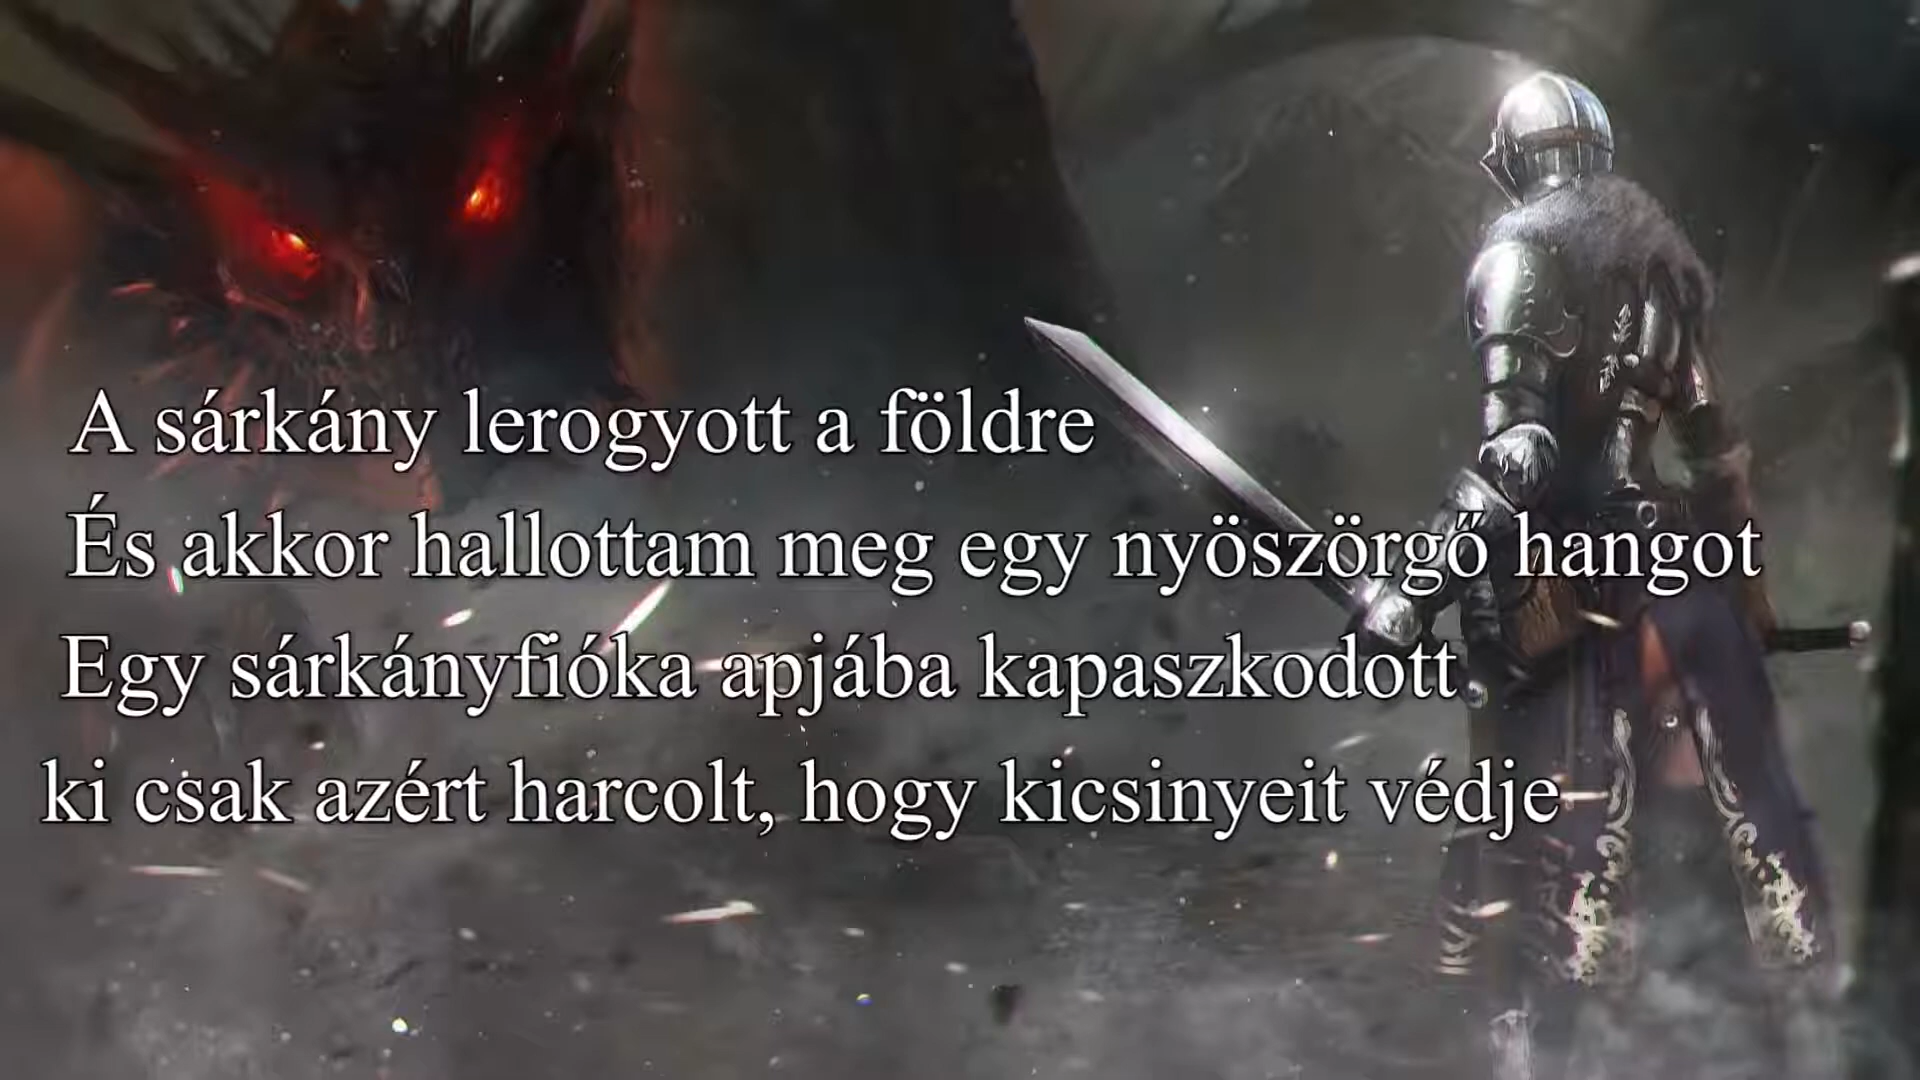 A sárkány lerogyott a földre
És akkor hallottam meg egy nyöszörgő hangot
Egy sárkányfióka apjába kapaszkodott
ki csak azért harcolt, hogy kicsinyeit védje